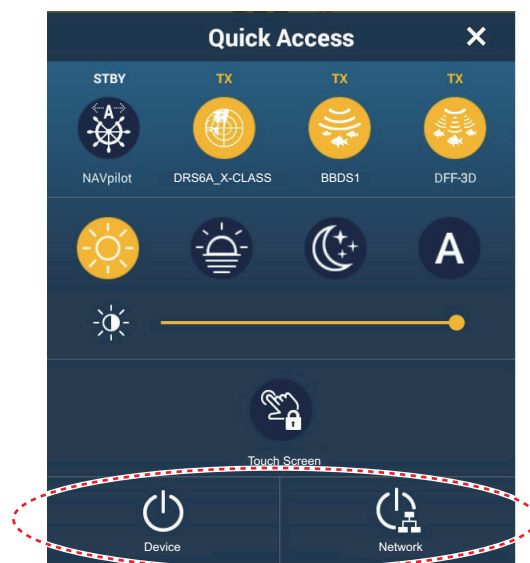 Quick Access
STBY TX TX TX
A
NAVpilot DRS6A_X-CLASS BBDS1 DFF-3D
A
Touch Screen
Device Network